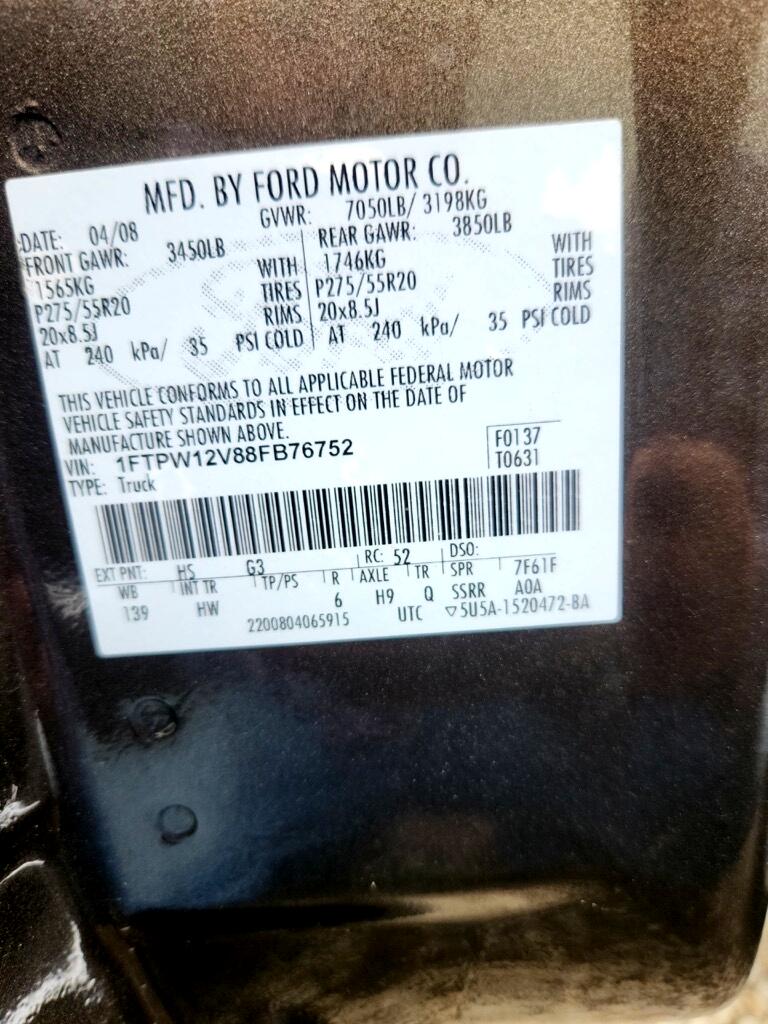 MFD. BY FORD MOTOR CO.
DATE: 04/08 GVWR: 7050LB/ 3198KG
FRONT GAWR: 3450LB REAR GAWR: 3850LB
1565KG WITH 1746KG WITH
P275/55R20 TIRES P275/55R20 TIRES
20x8.5J RIMS 20x8.5J RIMS
AT 240 kPa/ 35 PSI COLD AT 240 kPa/ 35 PSI COLD
THIS VEHICLE CONFORMS TO ALL APPLICABLE FEDERAL MOTOR
VEHICLE SAFETY STANDARDS IN EFFECT ON THE DATE OF
MANUFACTURE SHOWN ABOVE.
VIN: 1FTPW12V88FB76752 F0137
TYPE: Truck T0631
EXT PNT: HS G3 RC: 52 DSO:
WB INT TR TP/PS R AXLE TR SPR 7F61F
139 HW 6 H9 Q SSRR A0A
2200804065915 UTC ▽5U5A-1520472-BA